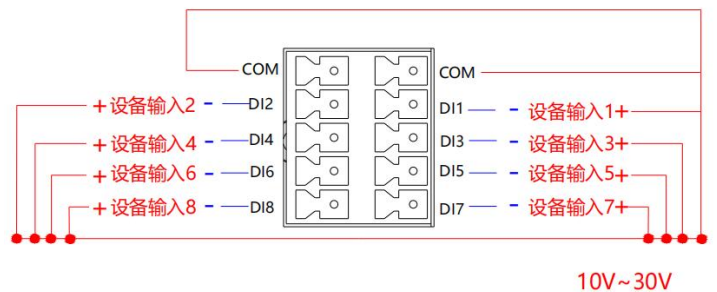 COM COM
+设备输入2 - DI2 DI1 - 设备输入1+
+设备输入4 - DI4 DI3 - 设备输入3+
+设备输入6 - DI6 DI5 - 设备输入5+
+设备输入8 - DI8 DI7 - 设备输入7+
10V~30V